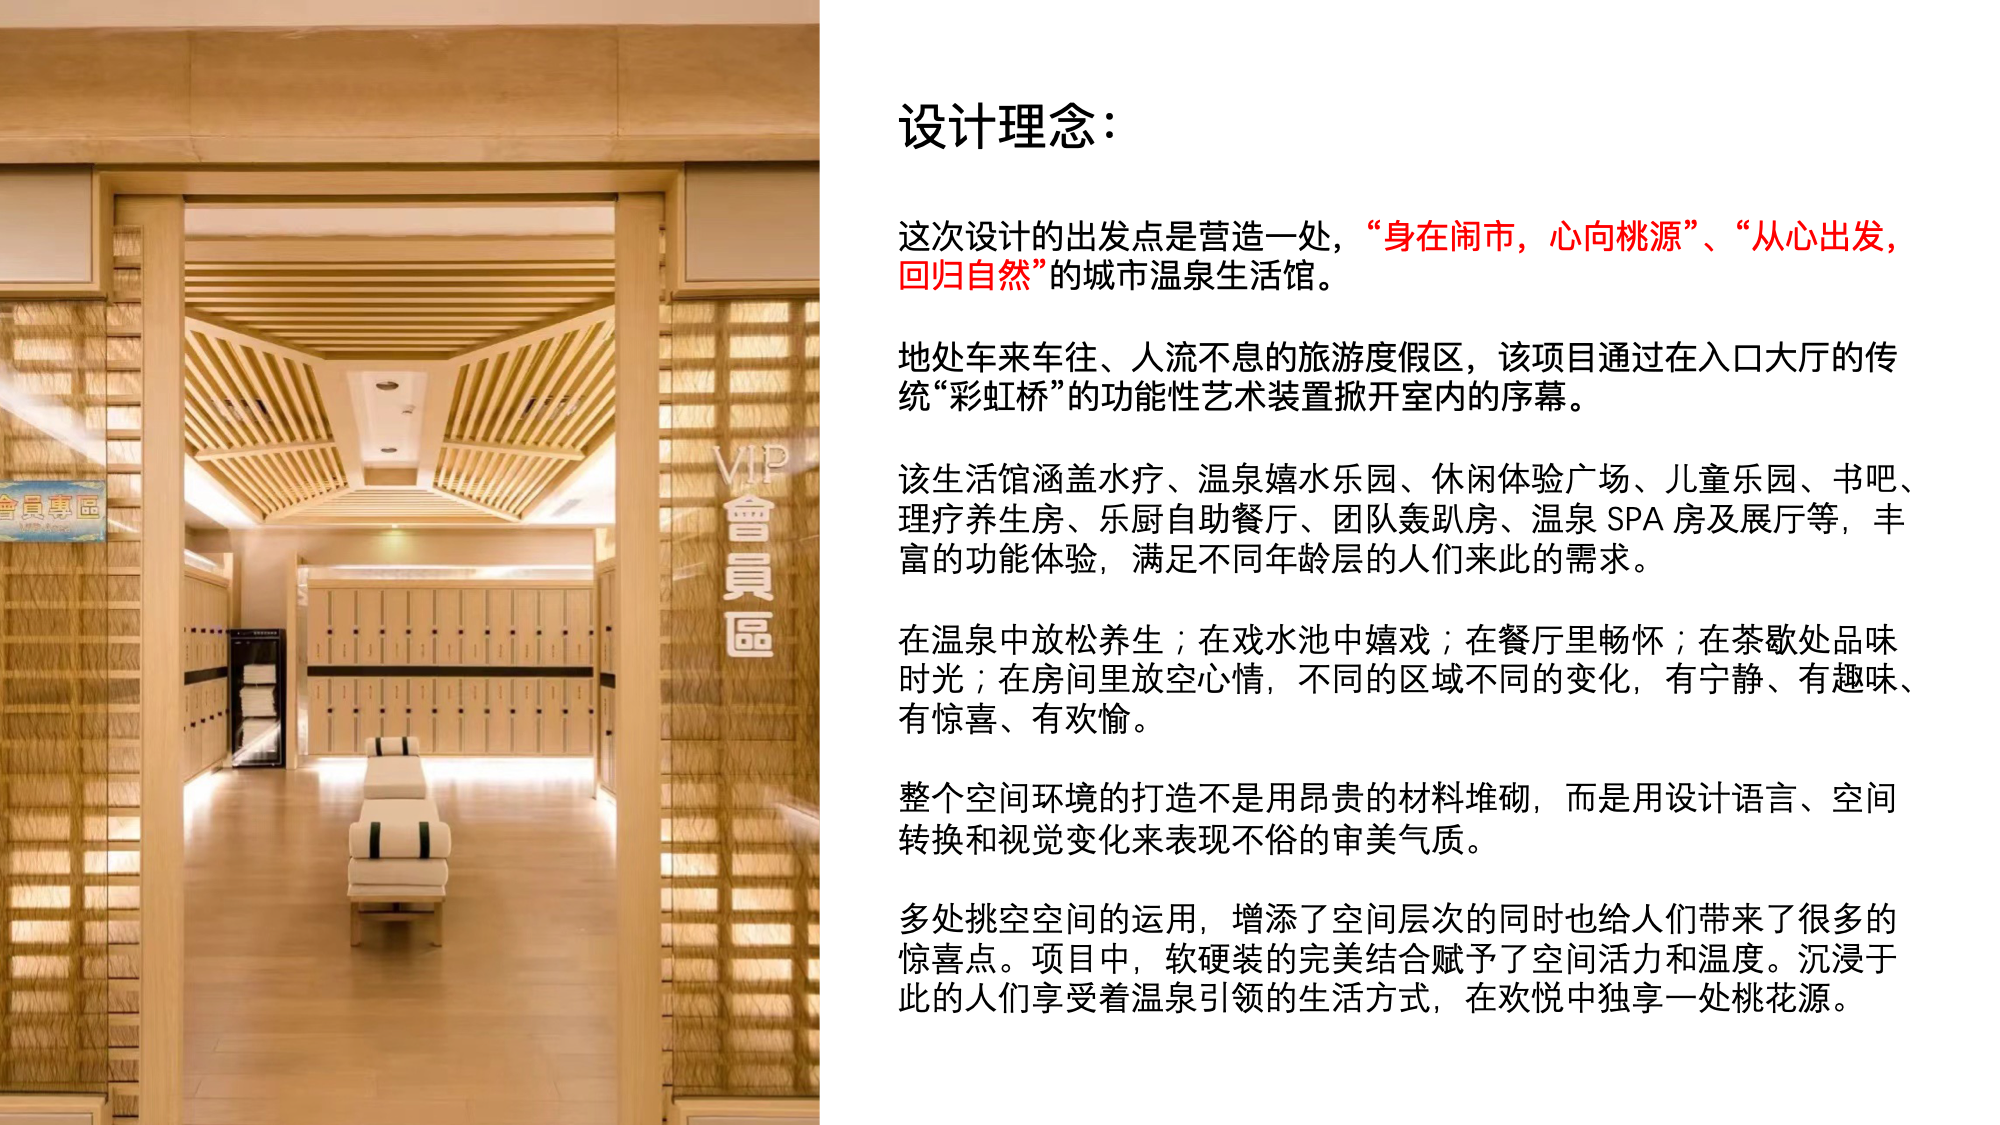 會員專區
VIP
會
員
區
设计理念：
这次设计的出发点是营造一处，“身在闹市，心向桃源”、“从心出发，
回归自然”的城市温泉生活馆。
地处车来车往、人流不息的旅游度假区，该项目通过在入口大厅的传
统“彩虹桥”的功能性艺术装置掀开室内的序幕。
该生活馆涵盖水疗、温泉嬉水乐园、休闲体验广场、儿童乐园、书吧、
理疗养生房、乐厨自助餐厅、团队轰趴房、温泉 SPA 房及展厅等，丰
富的功能体验，满足不同年龄层的人们来此的需求。
在温泉中放松养生；在戏水池中嬉戏；在餐厅里畅怀；在茶歇处品味
时光；在房间里放空心情，不同的区域不同的变化，有宁静、有趣味、
有惊喜、有欢愉。
整个空间环境的打造不是用昂贵的材料堆砌，而是用设计语言、空间
转换和视觉变化来表现不俗的审美气质。
多处挑空空间的运用，增添了空间层次的同时也给人们带来了很多的
惊喜点。项目中，软硬装的完美结合赋予了空间活力和温度。沉浸于
此的人们享受着温泉引领的生活方式，在欢悦中独享一处桃花源。